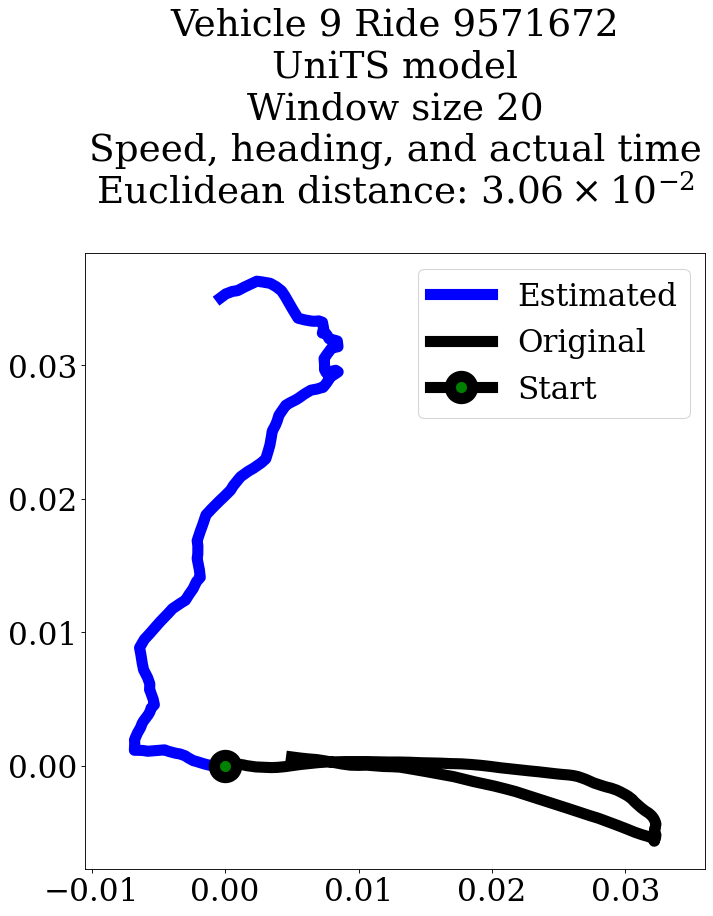 Vehicle 9 Ride 9571672
UniTS model
Window size 20
Speed, heading, and actual time
Euclidean distance: 3.06 × 10⁻²
Estimated
Original
Start
0.03
0.02
0.01
0.00
−0.01 0.00 0.01 0.02 0.03